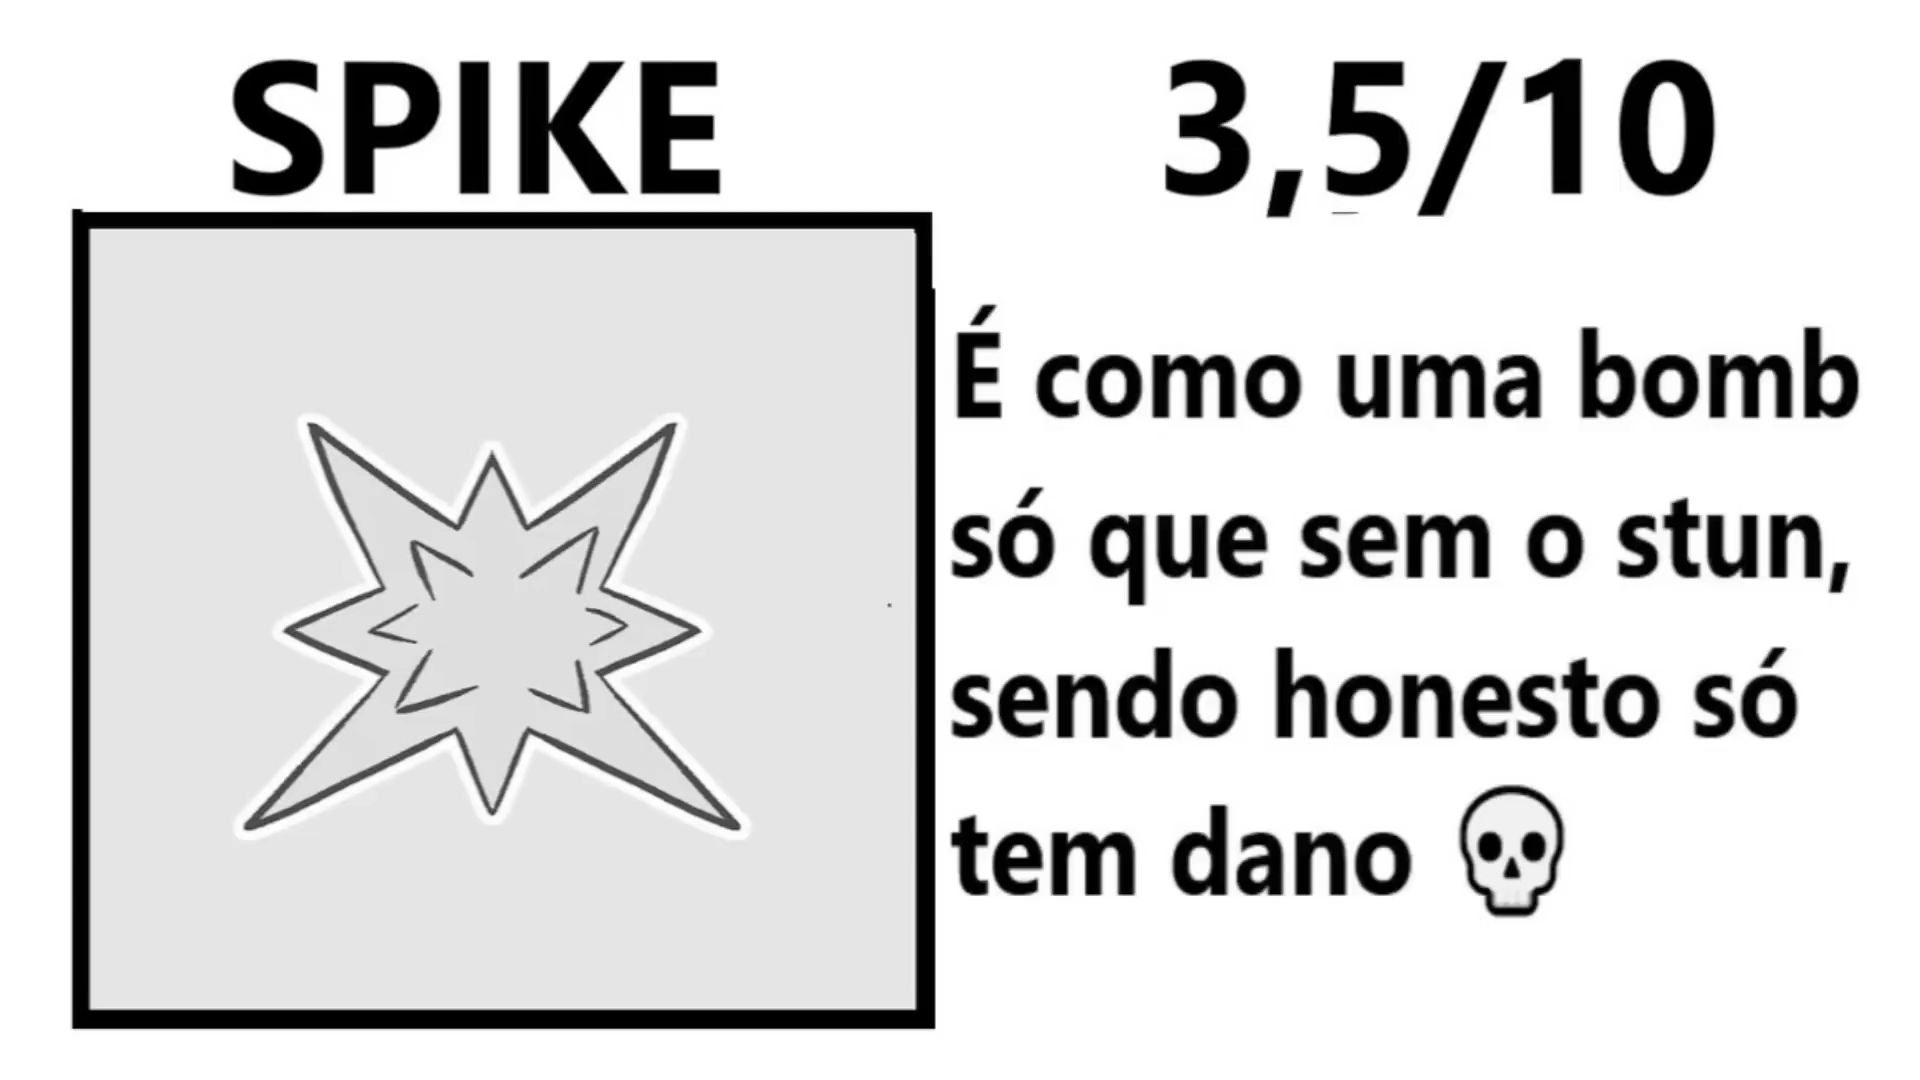 SPIKE
3,5/10
É como uma bomb
só que sem o stun,
sendo honesto só
tem dano 💀